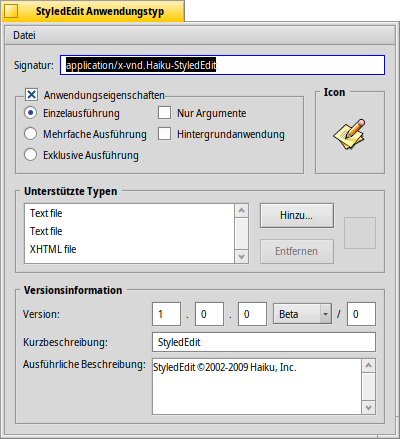 StyledEdit Anwendungstyp
Datei
Signatur: application/x-vnd.Haiku-StyledEdit
Anwendungseigenschaften
Icon
Einzelausführung
Nur Argumente
Mehrfache Ausführung
Hintergrundanwendung
Exklusive Ausführung
Unterstützte Typen
Text file
Text file
XHTML file
Hinzu...
Entfernen
Versionsinformation
Version: 1 . 0 . 0 Beta / 0
Kurzbeschreibung: StyledEdit
Ausführliche Beschreibung: StyledEdit ©2002-2009 Haiku, Inc.